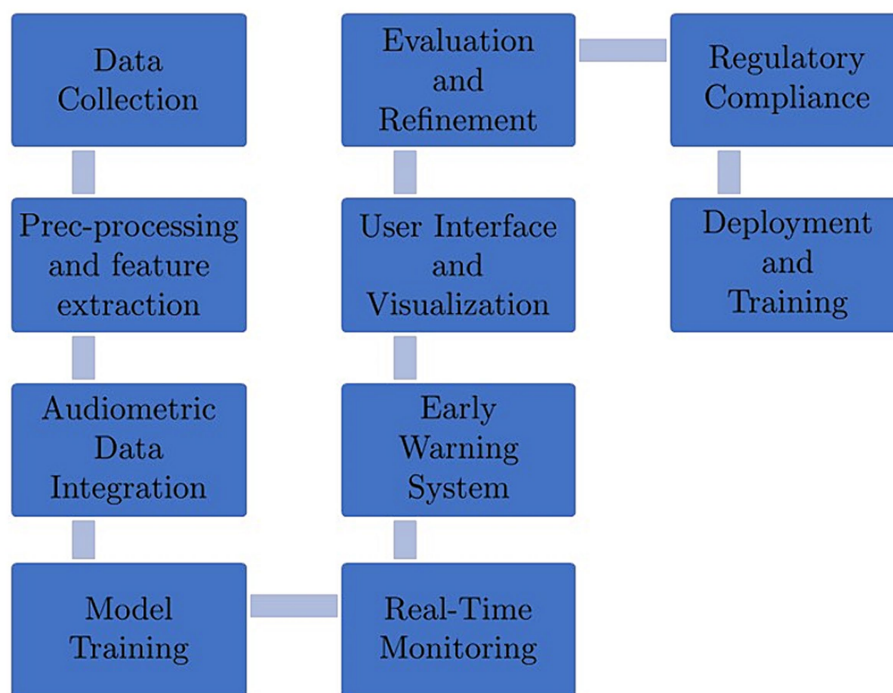 Data
Collection
Prec-processing
and feature
extraction
Audiometric
Data
Integration
Model
Training
Real-Time
Monitoring
Early
Warning
System
User Interface
and
Visualization
Evaluation
and
Refinement
Regulatory
Compliance
Deployment
and
Training